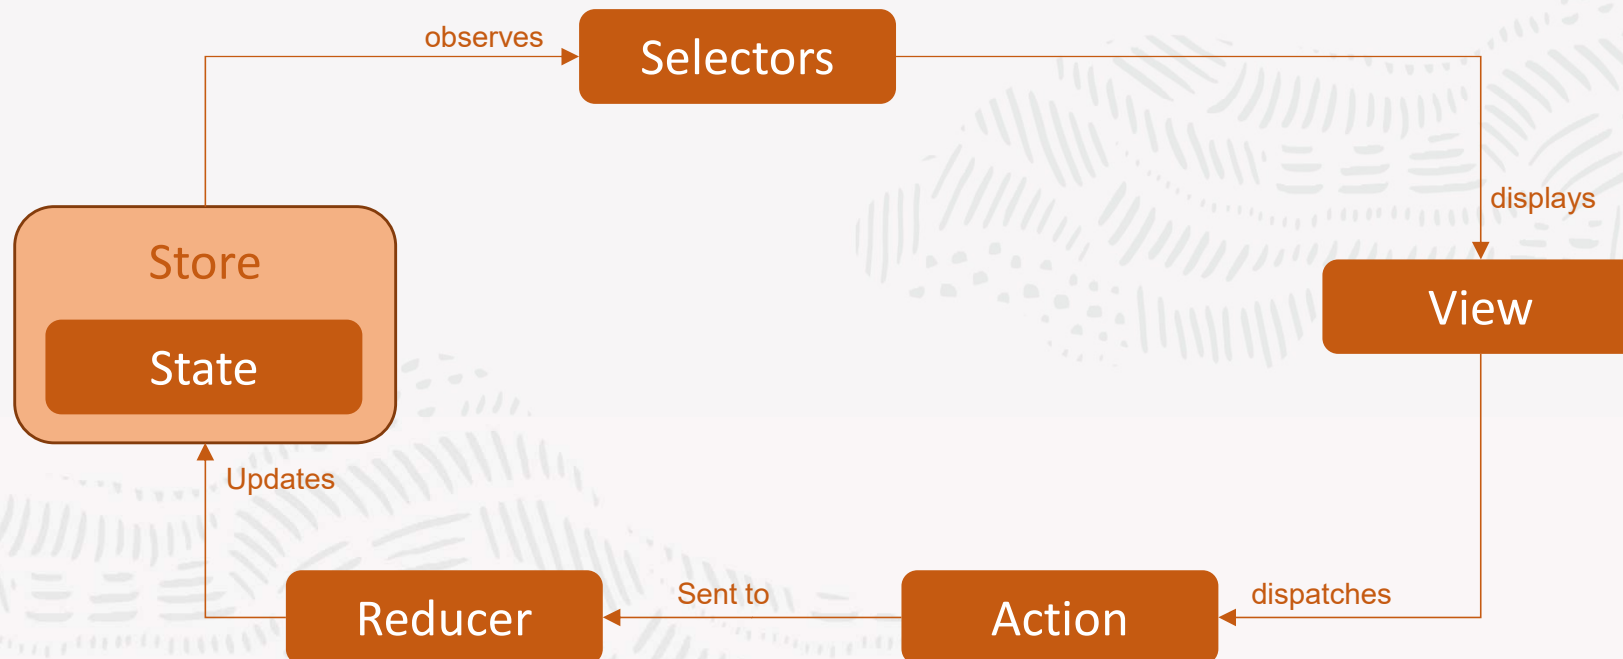 observes
Selectors
displays
Store
View
State
Updates
Sent to
dispatches
Reducer
Action